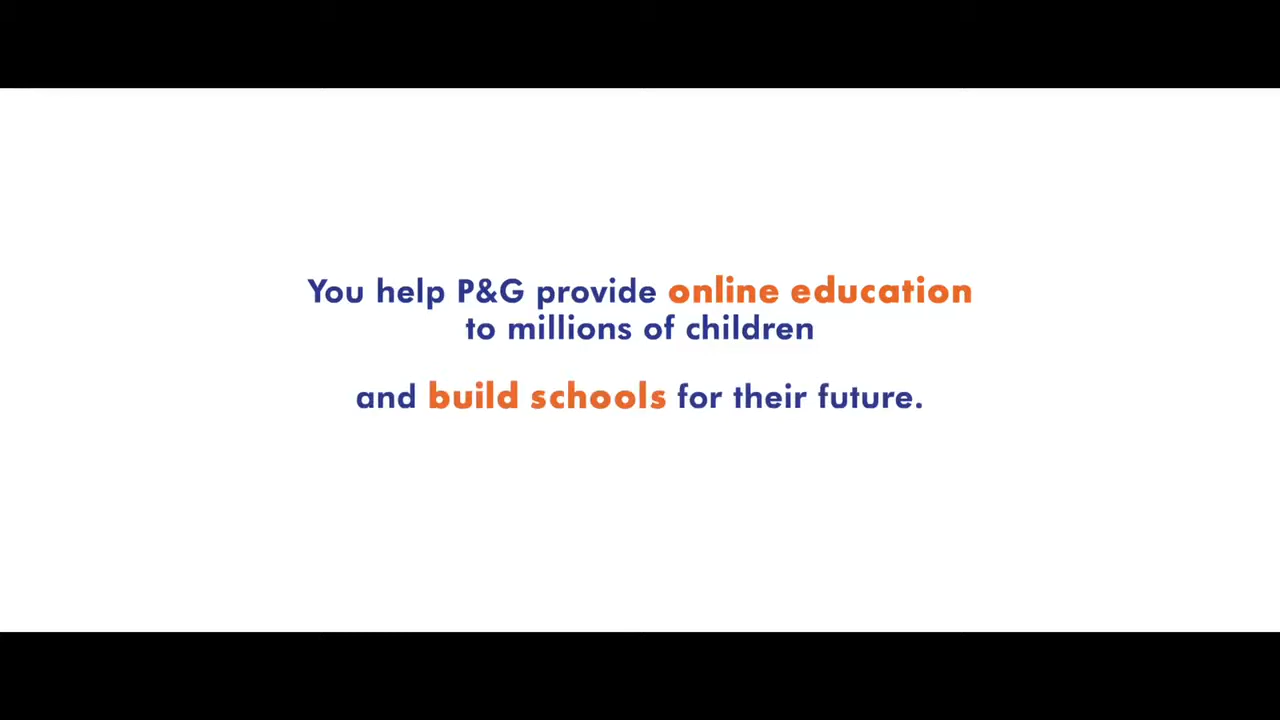 You help P&G provide online education
to millions of children
and build schools for their future.